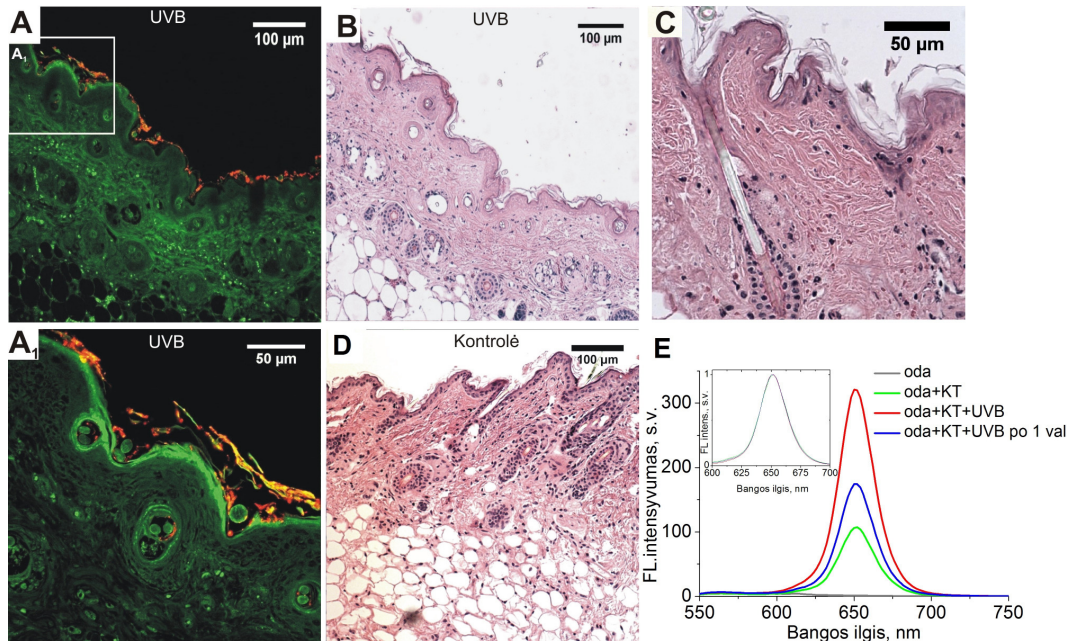 A
UVB
100 µm
A1
B
UVB
100 µm
C
50 µm
A1
UVB
50 µm
D
Kontrolė
100 µm
E
FL.intensyvumas, s.v.
300
200
100
0
550
600
650
700
750
Bangos ilgis, nm
FL intens., s.v.
1
0
600
625
650
675
700
Bangos ilgis, nm
oda
oda+KT
oda+KT+UVB
oda+KT+UVB po 1 val